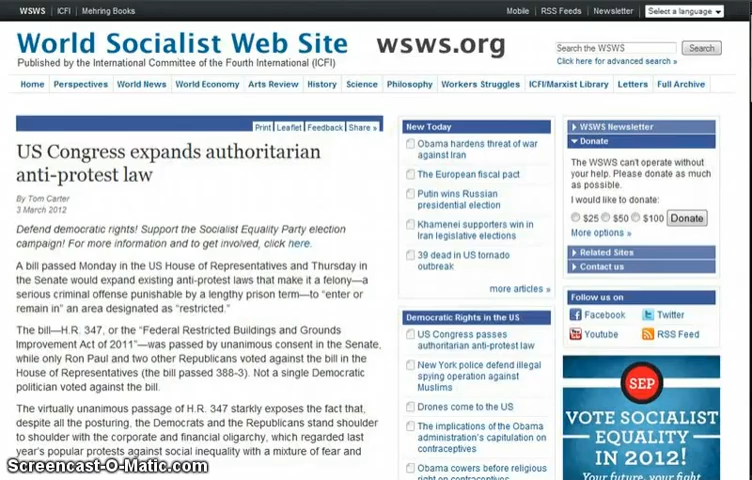 WSWS ICFI Mehring Books Mobile RSS Feeds Newsletter Select a language
World Socialist Web Site wsws.org
Published by the International Committee of the Fourth International (ICFI)
Search the WSWS Search
Click here for advanced search »
Home Perspectives World News World Economy Arts Review History Science Philosophy Workers Struggles ICFI/Marxist Library Letters Full Archive
Print Leaflet Feedback Share »
US Congress expands authoritarian
anti-protest law
By Tom Carter
3 March 2012
Defend democratic rights! Support the Socialist Equality Party election
campaign! For more information and to get involved, click here.
A bill passed Monday in the US House of Representatives and Thursday in
the Senate would expand existing anti-protest laws that make it a felony—a
serious criminal offense punishable by a lengthy prison term—to “enter or
remain in” an area designated as “restricted.”
The bill—H.R. 347, or the “Federal Restricted Buildings and Grounds
Improvement Act of 2011”—was passed by unanimous consent in the Senate,
while only Ron Paul and two other Republicans voted against the bill in the
House of Representatives (the bill passed 388-3). Not a single Democratic
politician voted against the bill.
The virtually unanimous passage of H.R. 347 starkly exposes the fact that,
despite all the posturing, the Democrats and the Republicans stand shoulder
to shoulder with the corporate and financial oligarchy, which regarded last
year’s popular protests against social inequality with a mixture of fear and
New Today
Obama hardens threat of war
against Iran
The European fiscal pact
Putin wins Russian
presidential election
Khamenei supporters win in
Iran legislative elections
39 dead in US tornado
outbreak
more articles »
Democratic Rights in the US
US Congress passes
authoritarian anti-protest law
New York police defend illegal
spying operation against
Muslims
Drones come to the US
The implications of the Obama
administration’s capitulation on
contraceptives
Obama cowers before religious
right on contraceptives
WSWS Newsletter
Donate
The WSWS can't operate without
your help. Please donate as much
as possible.
I would like to donate:
$25 $50 $100 Donate
More options »
Related Sites
Contact us
Follow us on
Facebook Twitter
Youtube RSS Feed
SEP
VOTE SOCIALIST
EQUALITY
IN 2012!
Your future, your fight
Screencast-O-Matic.com